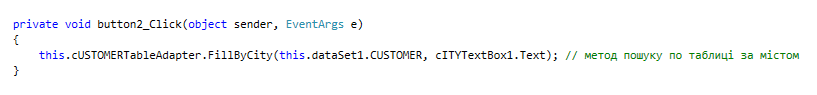 private void button2_Click(object sender, EventArgs e)
{
this.cUSTOMERTableAdapter.FillByCity(this.dataSet1.CUSTOMER, cITYTextBox1.Text); // метод пошуку по таблиці за містом
}